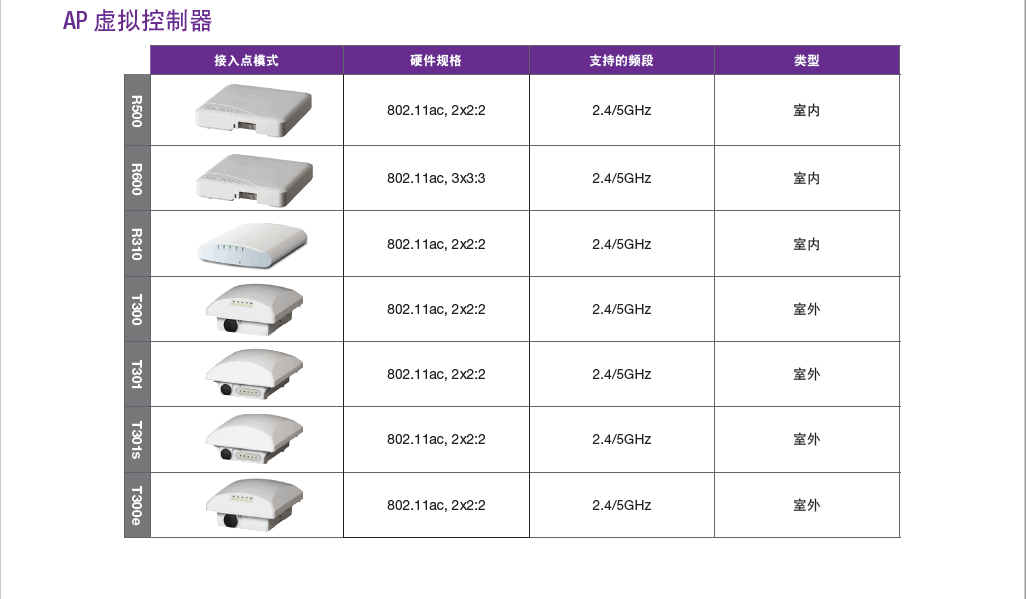 AP 虚拟控制器
接入点模式 硬件规格 支持的频段 类型
R500 802.11ac, 2x2:2 2.4/5GHz 室内
R600 802.11ac, 3x3:3 2.4/5GHz 室内
R310 802.11ac, 2x2:2 2.4/5GHz 室内
T300 802.11ac, 2x2:2 2.4/5GHz 室外
T301 802.11ac, 2x2:2 2.4/5GHz 室外
T301s 802.11ac, 2x2:2 2.4/5GHz 室外
T300e 802.11ac, 2x2:2 2.4/5GHz 室外